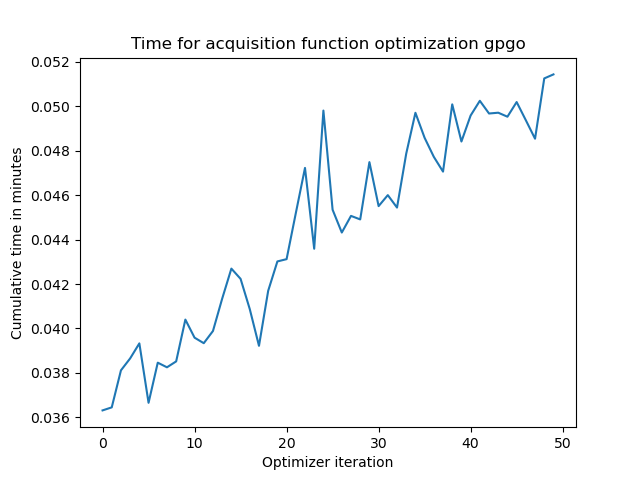 Time for acquisition function optimization gpgo
0.052
0.050
0.048
0.046
0.044
0.042
0.040
0.038
0.036
Cumulative time in minutes
0 10 20 30 40 50
Optimizer iteration